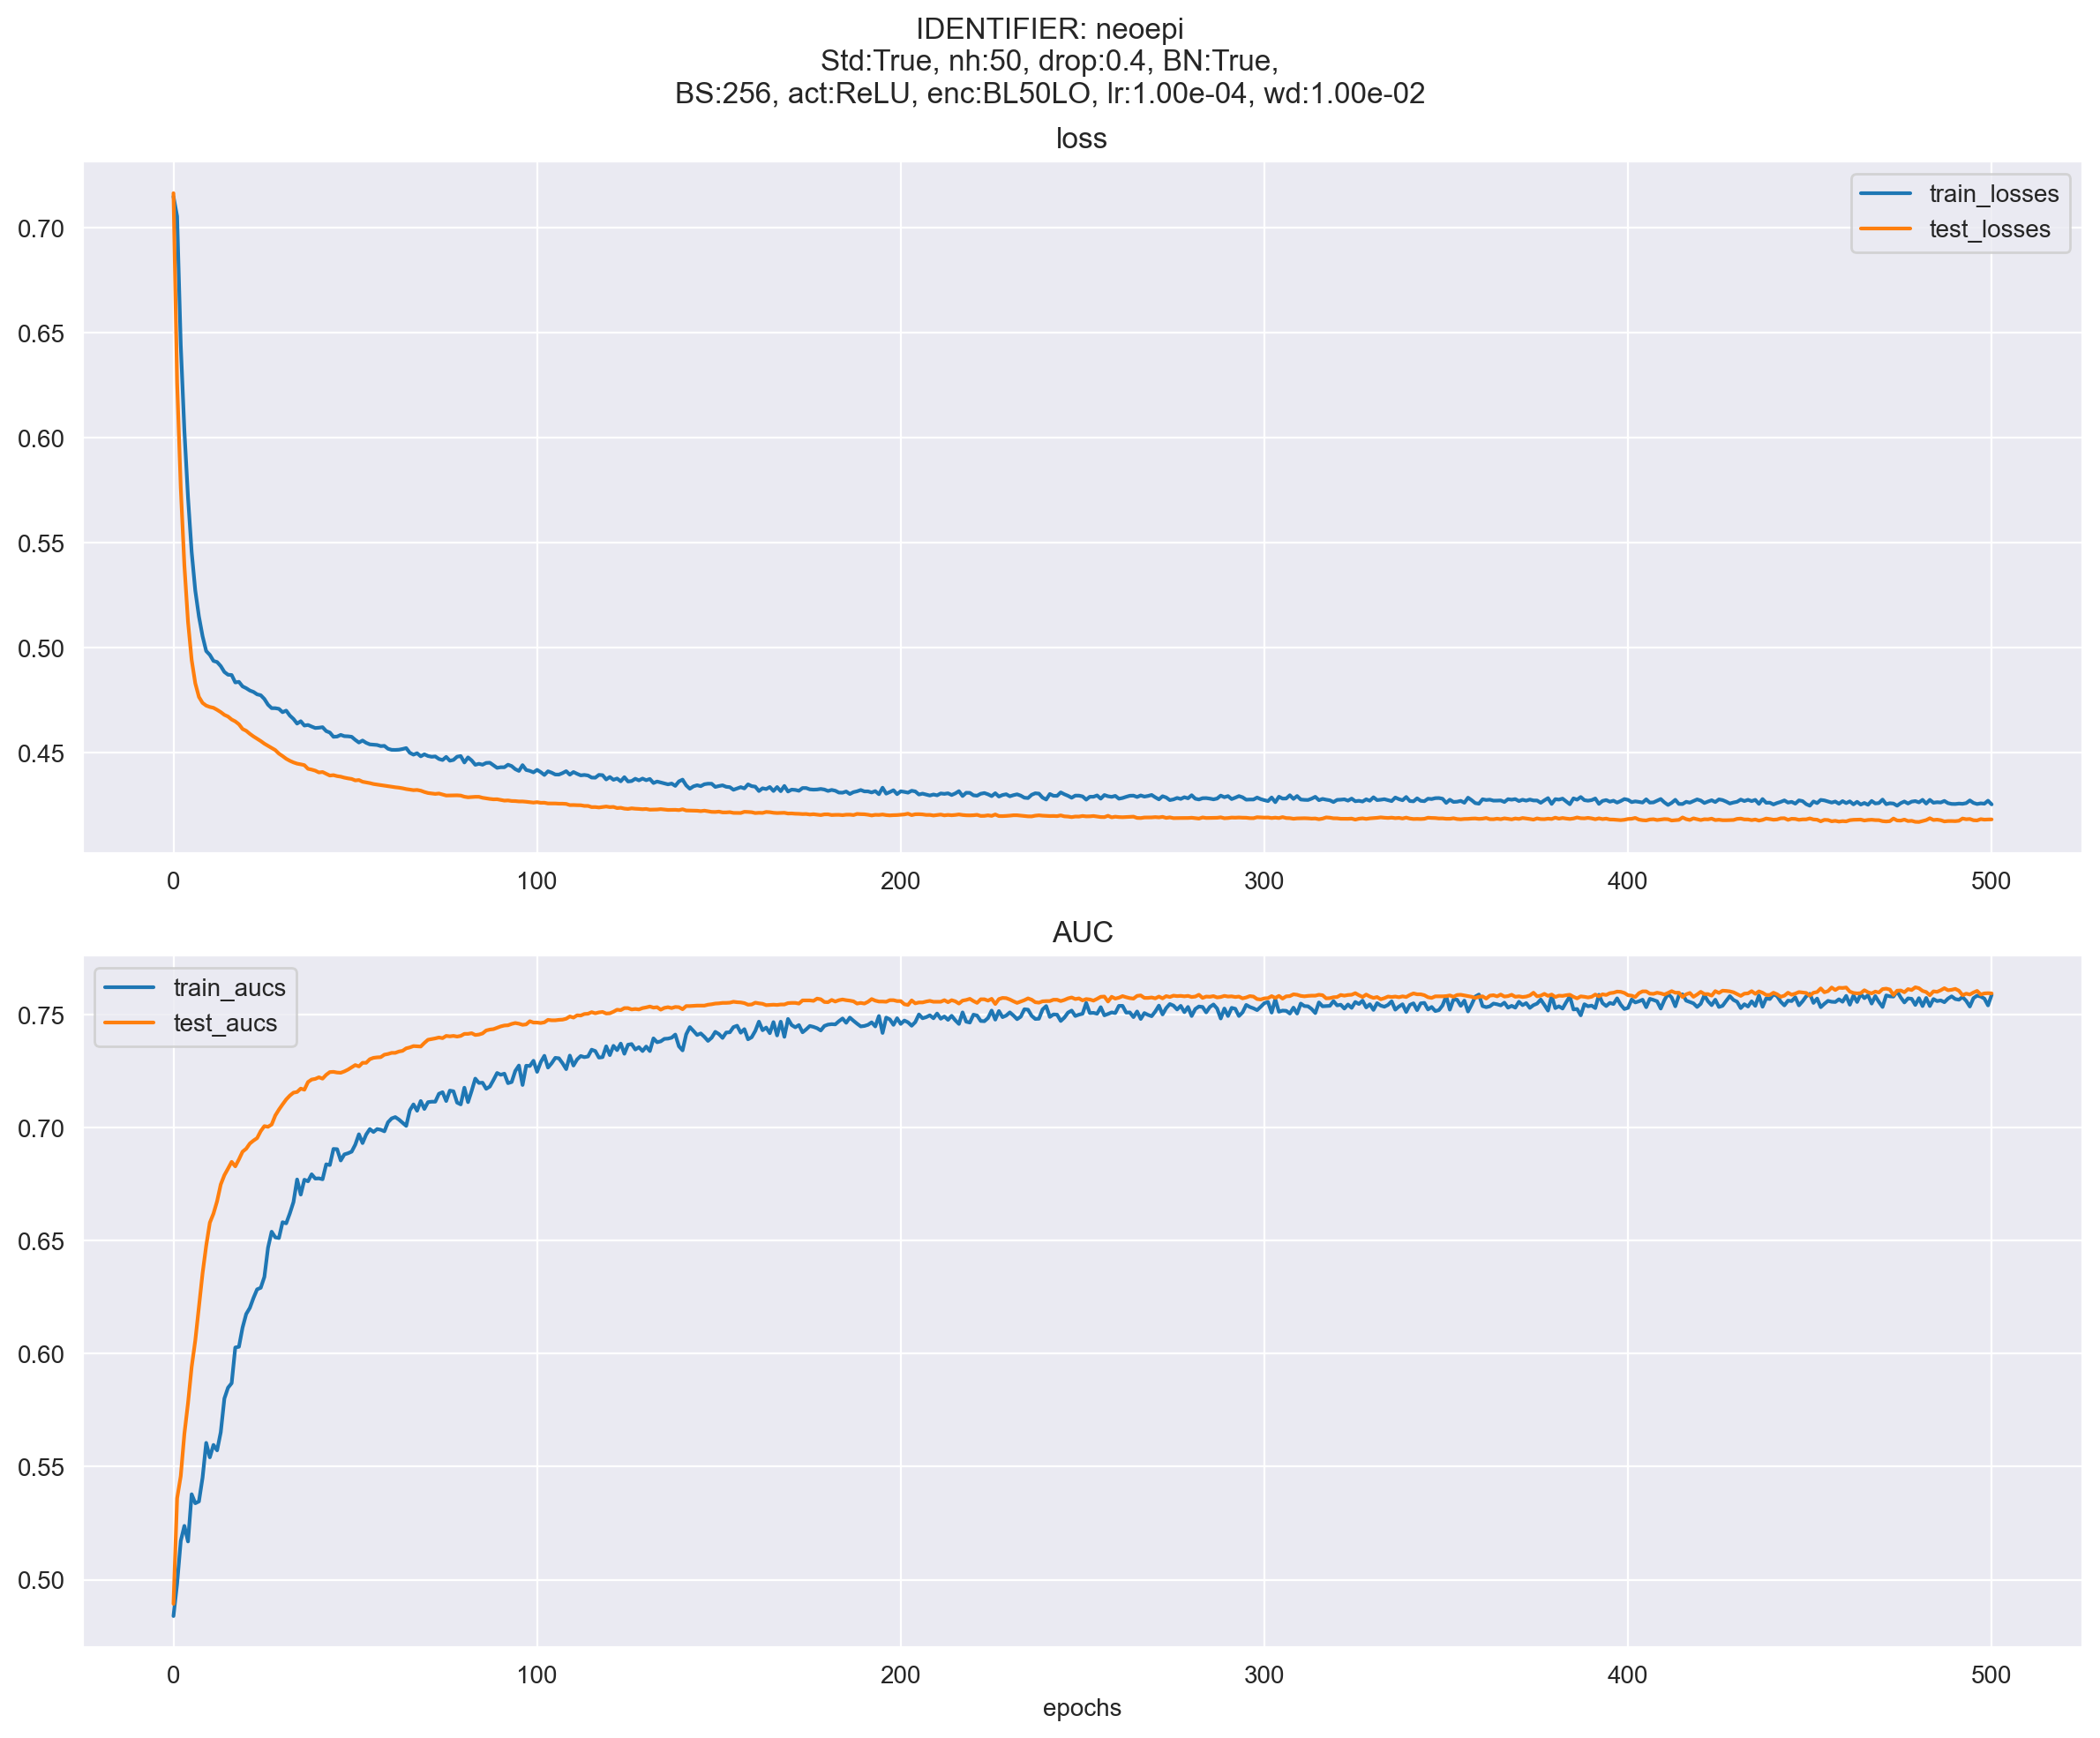 IDENTIFIER: neoepi
Std:True, nh:50, drop:0.4, BN:True,
BS:256, act:ReLU, enc:BL50LO, lr:1.00e-04, wd:1.00e-02
loss
train_losses
test_losses
0.70
0.65
0.60
0.55
0.50
0.45
0 100 200 300 400 500
AUC
train_aucs
test_aucs
0.75
0.70
0.65
0.60
0.55
0.50
0 100 200 300 400 500
epochs